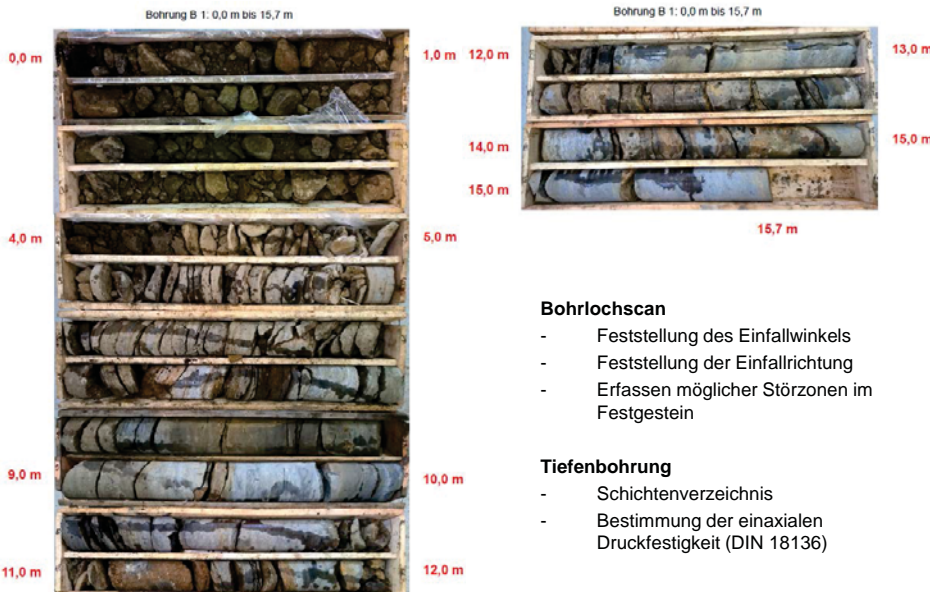 Bohrung B 1: 0,0 m bis 15,7 m
0,0 m
1,0 m
4,0 m
5,0 m
9,0 m
10,0 m
11,0 m
12,0 m
Bohrung B 1: 0,0 m bis 15,7 m
12,0 m
13,0 m
14,0 m
15,0 m
15,0 m
15,7 m
Bohrlochscan
- Feststellung des Einfallwinkels
- Feststellung der Einfallrichtung
- Erfassen möglicher Störzonen im
Festgestein
Tiefenbohrung
- Schichtenverzeichnis
- Bestimmung der einaxialen
Druckfestigkeit (DIN 18136)